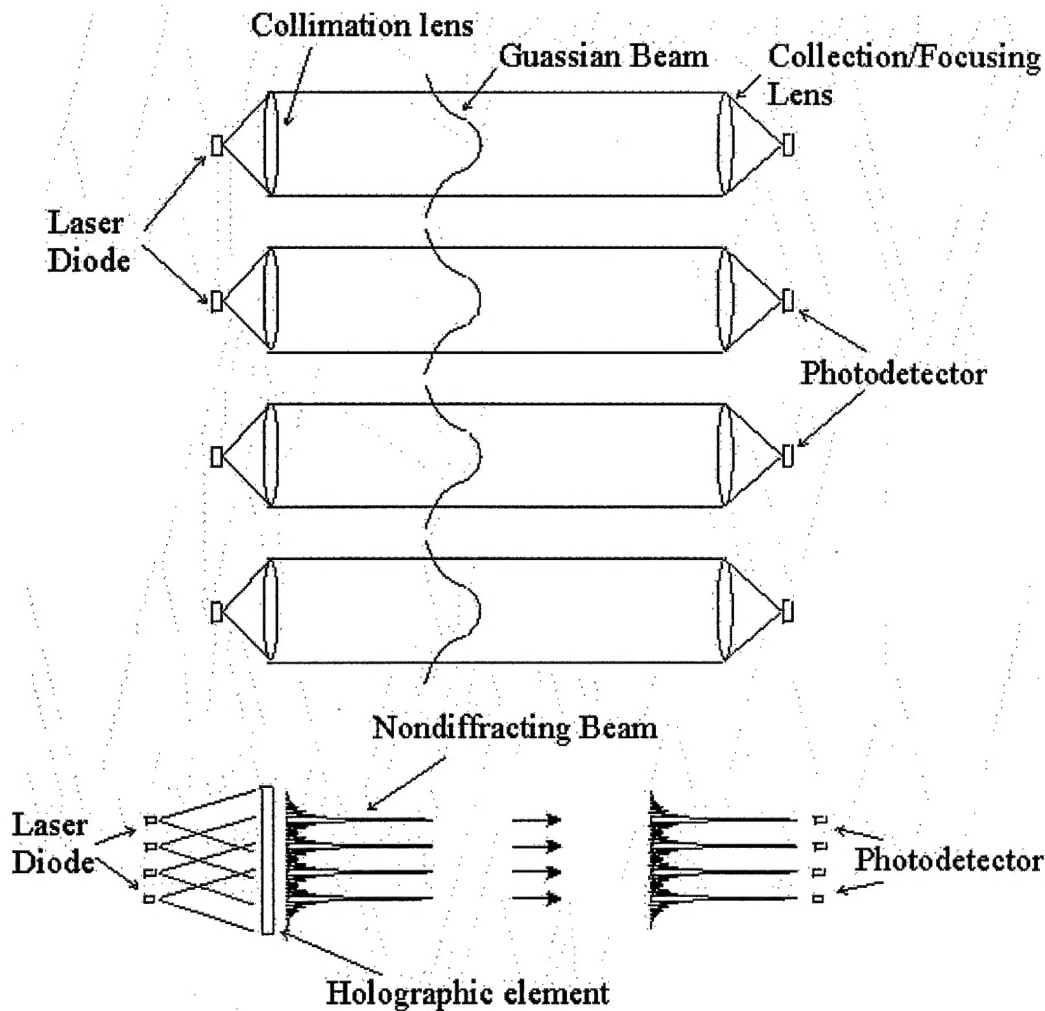 Collimation lens
Guassian Beam
Collection/Focusing
Lens
Laser
Diode
Photodetector
Nondiffracting Beam
Laser
Diode
Photodetector
Holographic element